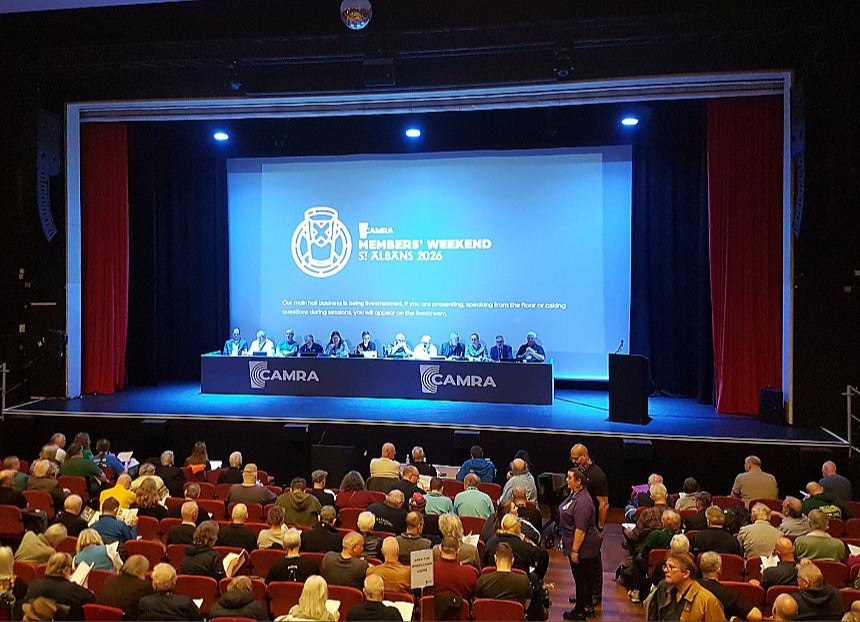 CAMRA
MEMBERS' WEEKEND
ST ALBANS 2026
Our main hall business is being livestreamed. If you are presenting, speaking from the floor or asking
questions during sessions, you will appear on the livestream.
CAMRA
CAMRA